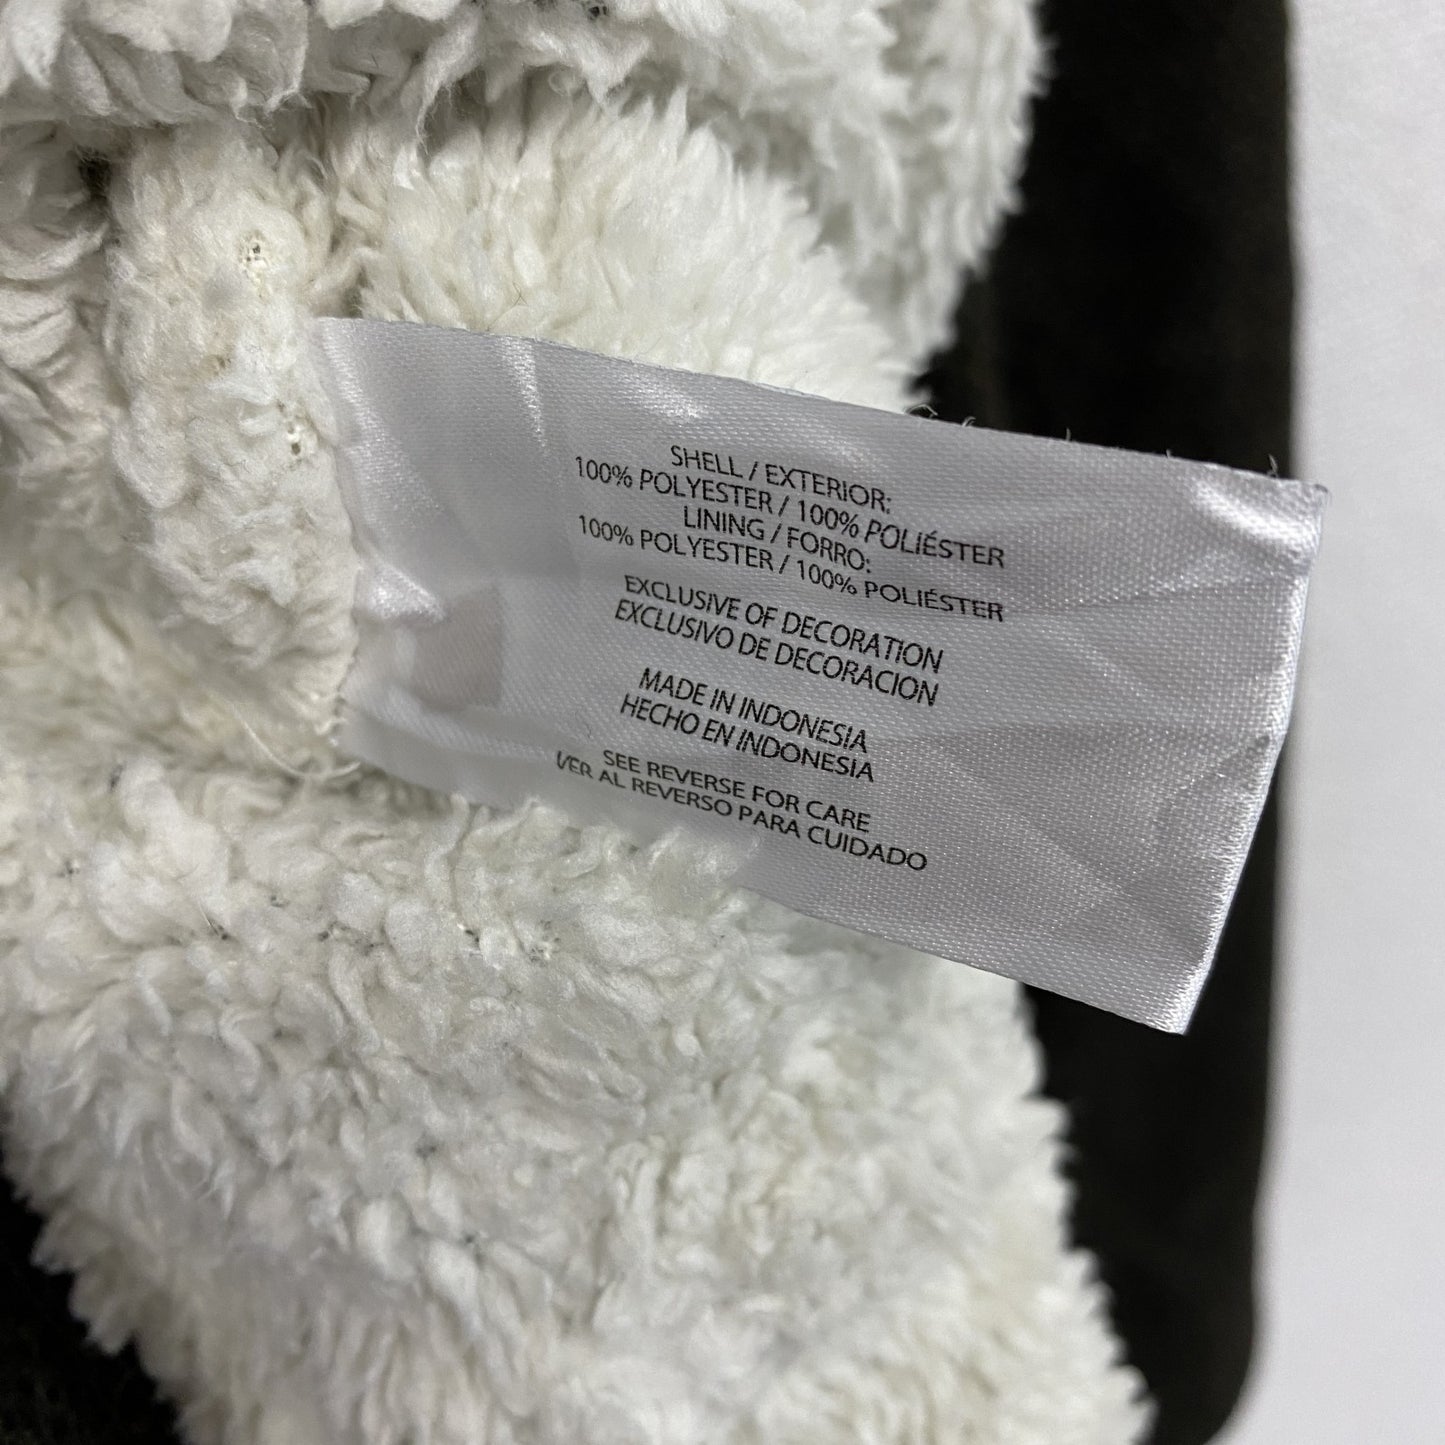 SHELL / EXTERIOR:
100% POLYESTER / 100% POLIÉSTER
LINING / FORRO:
100% POLYESTER / 100% POLIÉSTER
EXCLUSIVE OF DECORATION
EXCLUSIVO DE DECORACION
MADE IN INDONESIA
HECHO EN INDONESIA
SEE REVERSE FOR CARE
VER AL REVERSO PARA CUIDADO